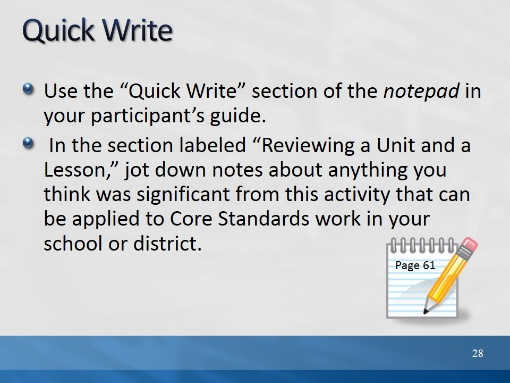 Quick Write
Use the “Quick Write” section of the notepad in
your participant’s guide.
In the section labeled “Reviewing a Unit and a
Lesson,” jot down notes about anything you
think was significant from this activity that can
be applied to Core Standards work in your
school or district.
Page 61
28